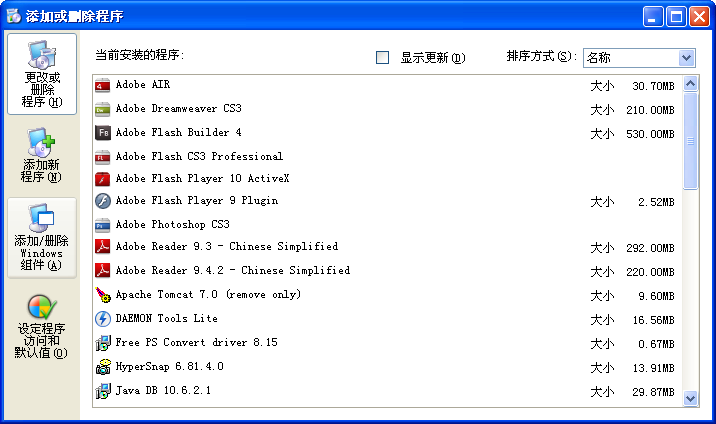 添加或删除程序
更改或
删除
程序(H)
添加新
程序(N)
添加/删除
Windows
组件(A)
设定程序
访问和
默认值(O)
当前安装的程序: 显示更新(D) 排序方式(S): 名称
Adobe AIR 大小 30.70MB
Adobe Dreamweaver CS3 大小 210.00MB
Adobe Flash Builder 4 大小 530.00MB
Adobe Flash CS3 Professional
Adobe Flash Player 10 ActiveX
Adobe Flash Player 9 Plugin 大小 2.52MB
Adobe Photoshop CS3
Adobe Reader 9.3 - Chinese Simplified 大小 292.00MB
Adobe Reader 9.4.2 - Chinese Simplified 大小 220.00MB
Apache Tomcat 7.0 (remove only) 大小 9.60MB
DAEMON Tools Lite 大小 16.56MB
Free PS Convert driver 8.15 大小 0.67MB
HyperSnap 6.81.4.0 大小 13.91MB
Java DB 10.6.2.1 大小 29.87MB